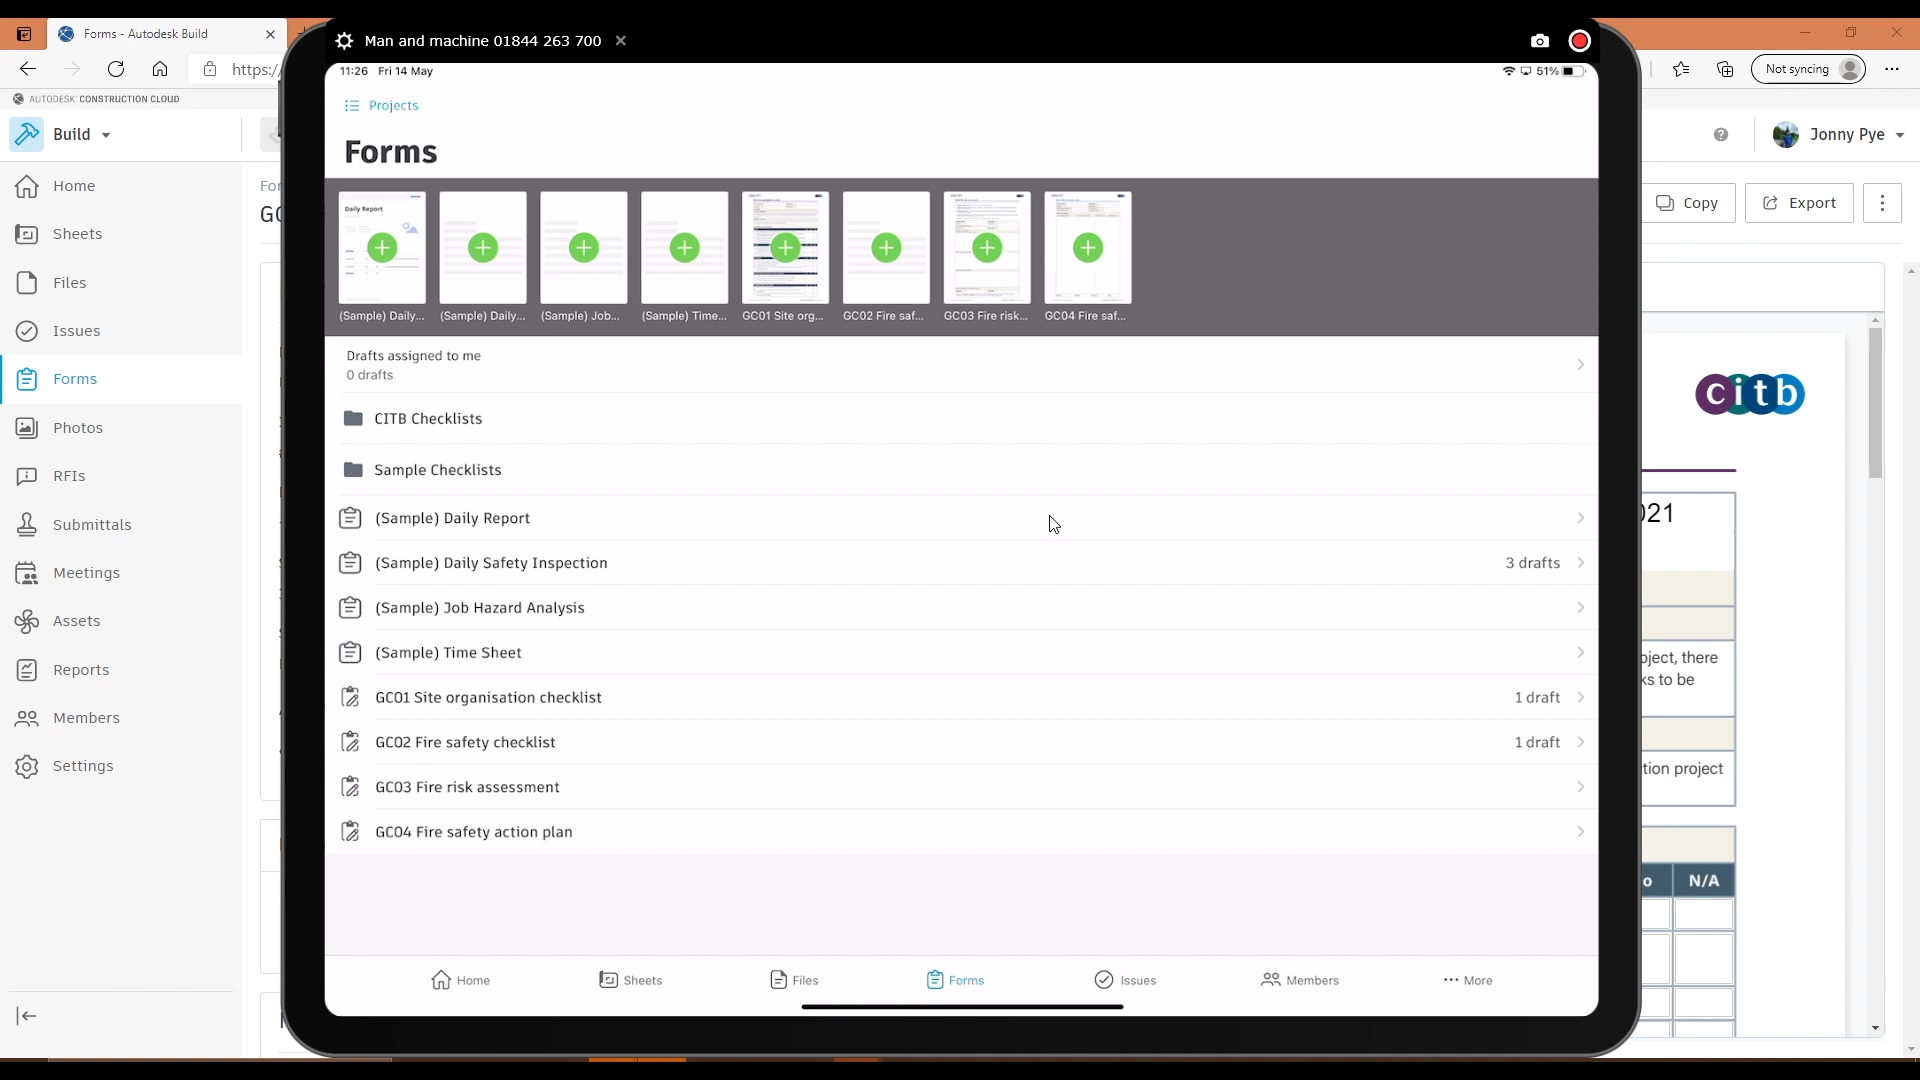 Forms - Autodesk Build
Man and machine 01844 263 700
https:/
Not syncing
AUTODESK CONSTRUCTION CLOUD
11:26 Fri 14 May
51%
Build
Projects
Jonny Pye
Forms
Home
Sheets
Files
Issues
Forms
Photos
RFIs
Submittals
Meetings
Assets
Reports
Members
Settings
For
GC
Copy
Export
Daily Report
(Sample) Daily...
(Sample) Daily...
(Sample) Job...
(Sample) Time...
GC01 Site org...
GC02 Fire saf...
GC03 Fire risk...
GC04 Fire saf...
Drafts assigned to me
0 drafts
CITB Checklists
Sample Checklists
(Sample) Daily Report
(Sample) Daily Safety Inspection
3 drafts
(Sample) Job Hazard Analysis
(Sample) Time Sheet
GC01 Site organisation checklist
1 draft
GC02 Fire safety checklist
1 draft
GC03 Fire risk assessment
GC04 Fire safety action plan
Home
Sheets
Files
Forms
Issues
Members
More
citb
021
oject, there
ks to be
tion project
o
N/A